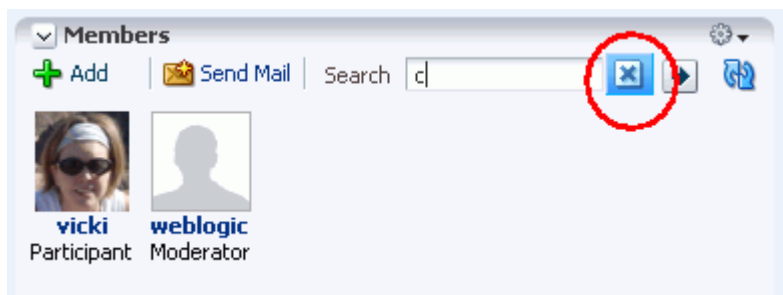 Members
Add Send Mail Search c
vicki weblogic
Participant Moderator